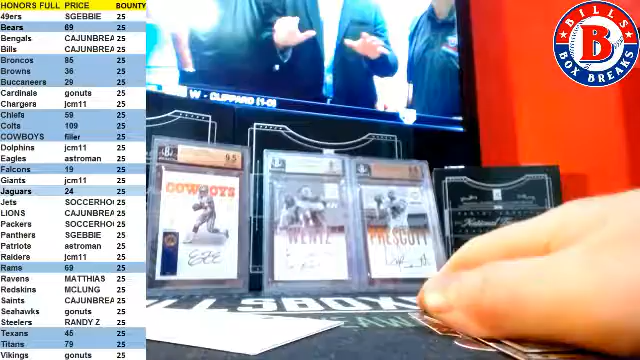 HONORS FULL PRICE BOUNTY
49ers SGEBBIE 25
Bears 69 25
Bengals CAJUNBREA 25
Bills CAJUNBREA 25
Broncos 85 25
Browns 36 25
Buccaneers 29 25
Cardinale gonuts 25
Chargers jcm11 25
Chiefs 59 25
Colts 109 25
COWBOYS filler 25
Dolphins jcm11 25
Eagles astroman 25
Falcons 19 25
Giants jcm11 25
Jaguars 24 25
Jets SOCCERHO 25
LIONS CAJUNBREA 25
Packers SOCCERHO 25
Panthers SGEBBIE 25
Patriote astroman 25
Raiders jcm11 25
Rams 69 25
Ravens MATTHIAS 25
Redskins MCLUNG 25
Saints CAJUNBREA 25
Seahawks gonuts 25
Steelers RANDY Z 25
Texans 45 25
Titans 79 25
Vikings gonuts 25
W - CLIPPARD (1-0)
BILLS
B
BOX BREAKS
9.5
COWBOYS
WENTZ
PRESCOTT